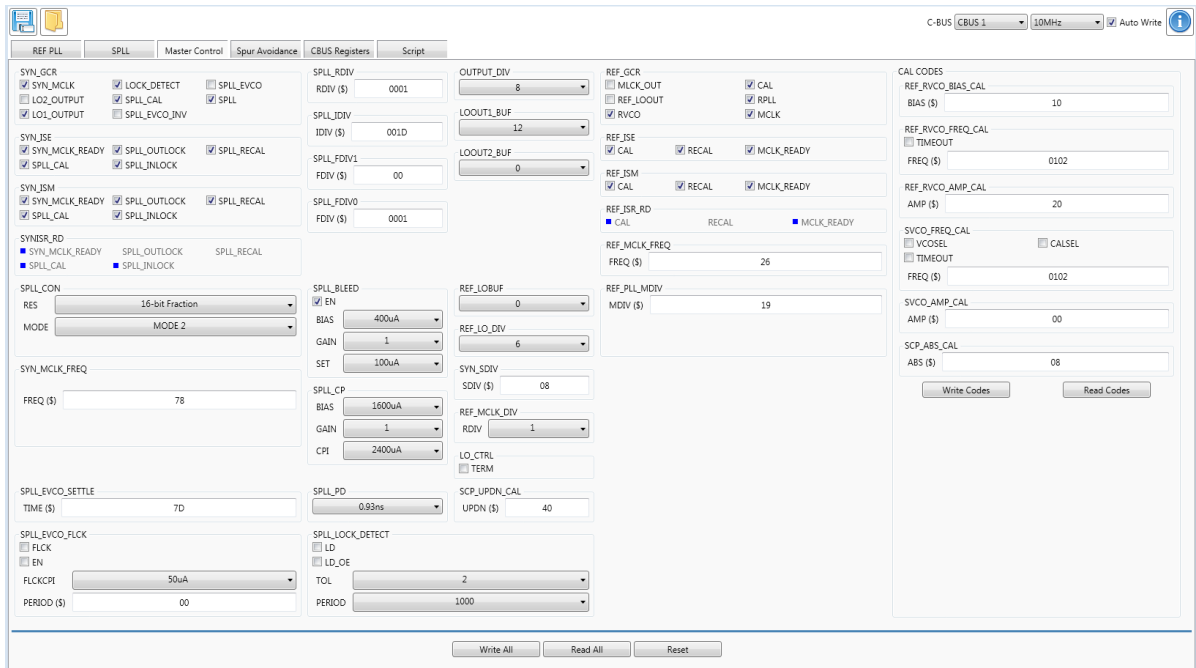 C-BUS CBUS 1 10MHz Auto Write
REF PLL SPLL Master Control Spur Avoidance CBUS Registers Script
SYN_GCR
SYN_MCLK LOCK_DETECT SPLL_EVCO
LO2_OUTPUT SPLL_CAL SPLL
LO1_OUTPUT SPLL_EVCO_INV
SYN_ISE
SYN_MCLK_READY SPLL_OUTLOCK SPLL_RECAL
SPLL_CAL SPLL_INLOCK
SYN_ISM
SYN_MCLK_READY SPLL_OUTLOCK SPLL_RECAL
SPLL_CAL SPLL_INLOCK
SYNISR_RD
SYN_MCLK_READY SPLL_OUTLOCK SPLL_RECAL
SPLL_CAL SPLL_INLOCK
SPLL_CON
RES 16-bit Fraction
MODE MODE 2
SYN_MCLK_FREQ
FREQ ($) 78
SPLL_EVCO_SETTLE
TIME ($) 7D
SPLL_EVCO_FLCK
FLCK
EN
FLCKCPI 50uA
PERIOD ($) 00
SPLL_RDIV
RDIV ($) 0001
SPLL_IDIV
IDIV ($) 001D
SPLL_FDIV1
FDIV ($) 00
SPLL_FDIV0
FDIV ($) 0001
SPLL_BLEED
EN
BIAS 400uA
GAIN 1
SET 100uA
SPLL_CP
BIAS 1600uA
GAIN 1
CPI 2400uA
SPLL_PD
0.93ns
SPLL_LOCK_DETECT
LD
LD_OE
TOL 2
PERIOD 1000
OUTPUT_DIV
8
LOOUT1_BUF
12
LOOUT2_BUF
0
REF_LOBUF
0
REF_LO_DIV
6
SYN_SDIV
SDIV ($) 08
REF_MCLK_DIV
RDIV 1
LO_CTRL
TERM
SCP_UPDN_CAL
UPDN ($) 40
REF_GCR
MLCK_OUT CAL
REF_LOOUT RPLL
RVCO MCLK
REF_ISE
CAL RECAL MCLK_READY
REF_ISM
CAL RECAL MCLK_READY
REF_ISR_RD
CAL RECAL MCLK_READY
REF_MCLK_FREQ
FREQ ($) 26
REF_PLL_MDIV
MDIV ($) 19
CAL CODES
REF_RVCO_BIAS_CAL
BIAS ($) 10
REF_RVCO_FREQ_CAL
TIMEOUT
FREQ ($) 0102
REF_RVCO_AMP_CAL
AMP ($) 20
SVCO_FREQ_CAL
VCOSEL CALSEL
TIMEOUT
FREQ ($) 0102
SVCO_AMP_CAL
AMP ($) 00
SCP_ABS_CAL
ABS ($) 08
Write Codes Read Codes
Write All Read All Reset